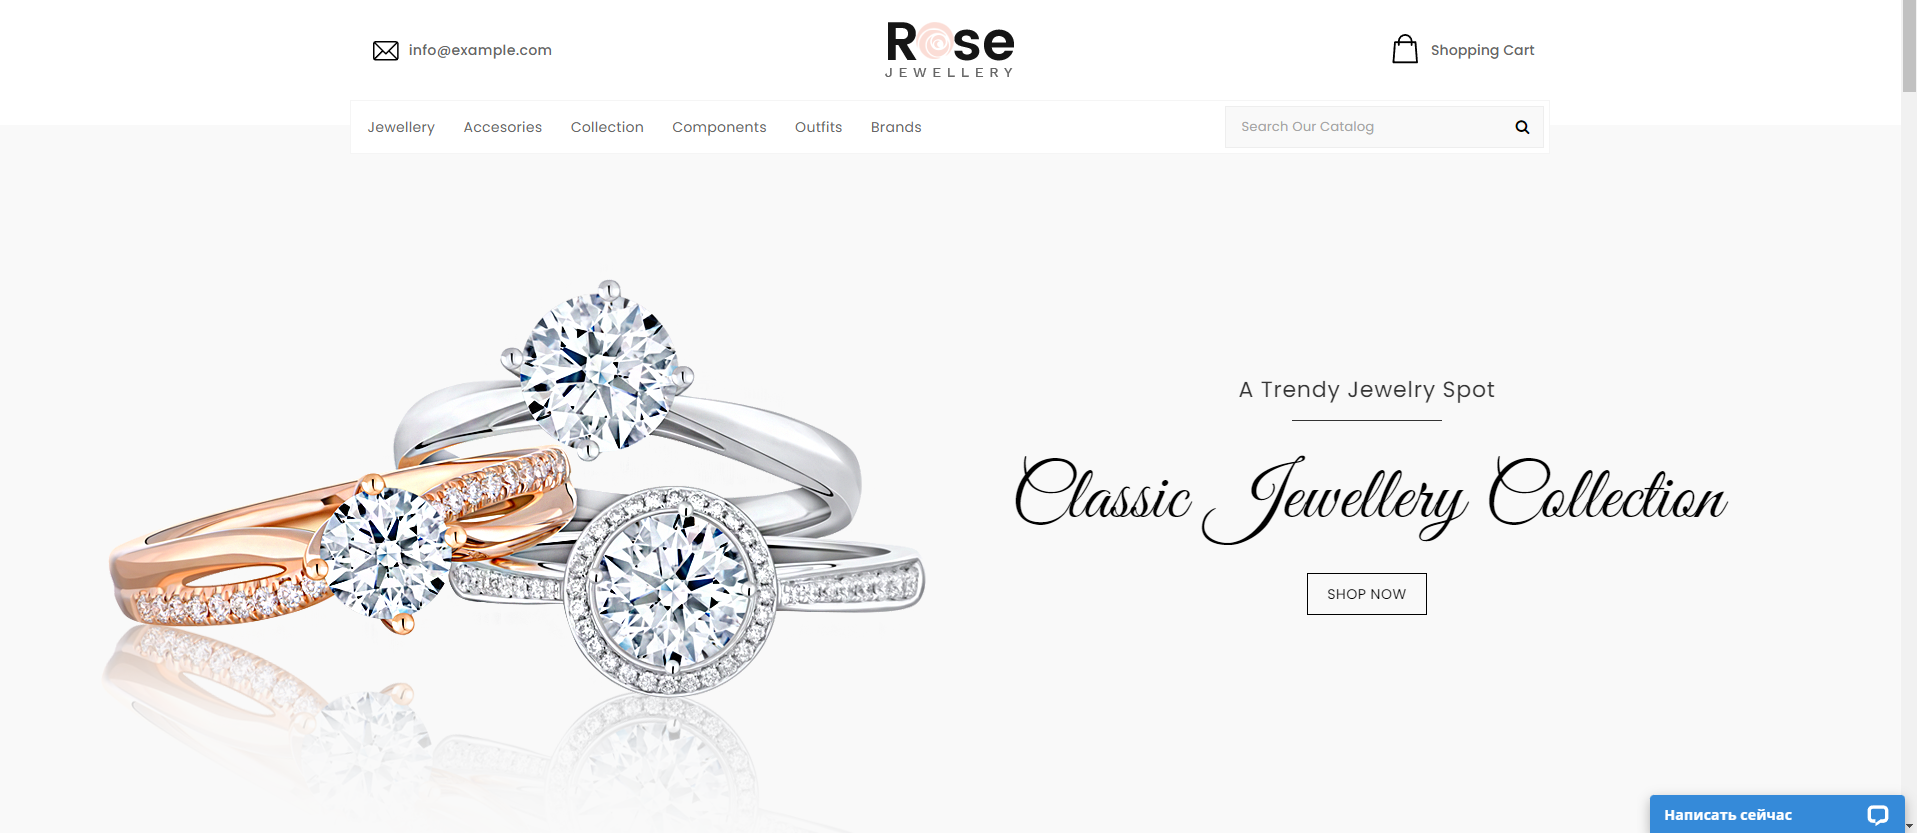 info@example.com
Rose
JEWELLERY
Shopping Cart
Jewellery Accesories Collection Components Outfits Brands
Search Our Catalog
A Trendy Jewelry Spot
Classic Jewellery Collection
SHOP NOW
Написать сейчас